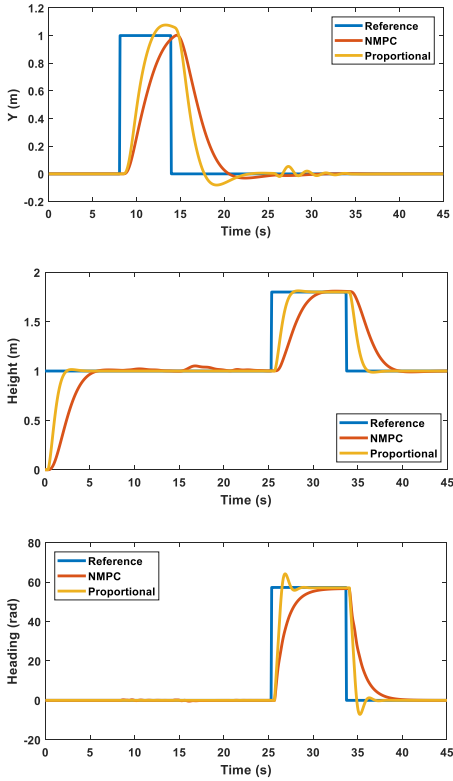 1.2
1
0.8
0.6
0.4
0.2
0
-0.2
Y (m)
Reference
NMPC
Proportional
0 5 10 15 20 25 30 35 40 45
Time (s)
2
1.5
1
0.5
0
Height (m)
Reference
NMPC
Proportional
0 5 10 15 20 25 30 35 40 45
Time (s)
80
60
40
20
0
-20
Heading (rad)
Reference
NMPC
Proportional
0 5 10 15 20 25 30 35 40 45
Time (s)